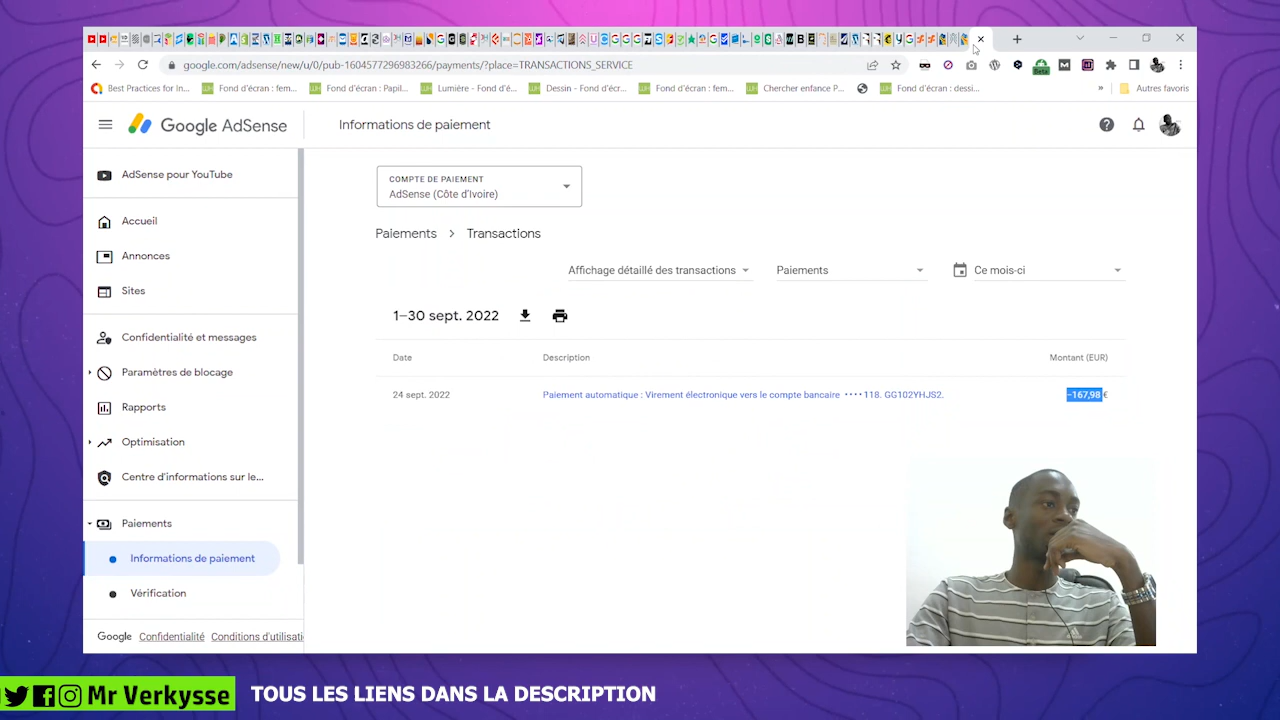 google.com/adsense/new/u/0/pub-1604577296983266/payments/?place=TRANSACTIONS_SERVICE
Best Practices for In...
Fond d'écran : fem...
Fond d'écran : Papil...
Lumière - Fond d'é...
Dessin - Fond d'écr...
Fond d'écran : fem...
Chercher enfance P...
Fond d'écran : dessi...
»
Autres favoris
Google AdSense
Informations de paiement
AdSense pour YouTube
Accueil
Annonces
Sites
Confidentialité et messages
Paramètres de blocage
Rapports
Optimisation
Centre d'informations sur le...
Paiements
Informations de paiement
Vérification
Google Confidentialité Conditions d'utilisati
COMPTE DE PAIEMENT
AdSense (Côte d'Ivoire)
Paiements > Transactions
Affichage détaillé des transactions
Paiements
Ce mois-ci
1–30 sept. 2022
Date Description Montant (EUR)
24 sept. 2022 Paiement automatique : Virement électronique vers le compte bancaire ••••118. GG102YHJS2. −167,98 €
Mr Verkysse
TOUS LES LIENS DANS LA DESCRIPTION